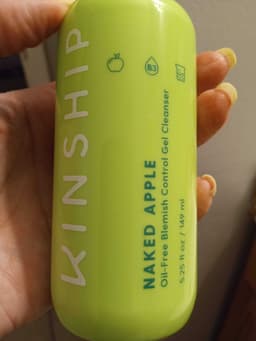 KINSHIP
NAKED APPLE
Oil-Free Blemish Control Gel Cleanser
5.25 fl oz / 149 ml